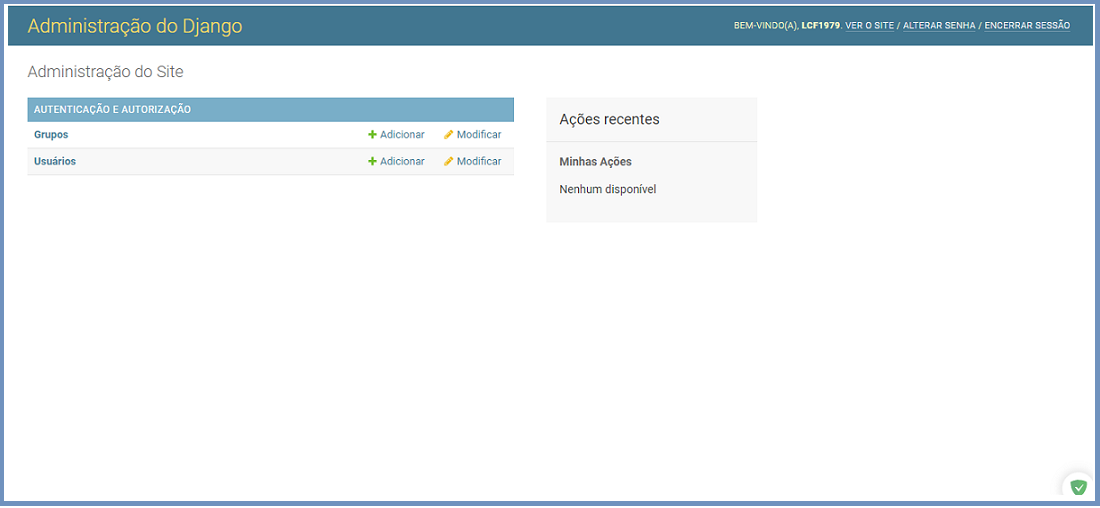 Administração do Django
BEM-VINDO(A), LCF1979. VER O SITE / ALTERAR SENHA / ENCERRAR SESSÃO
Administração do Site
AUTENTICAÇÃO E AUTORIZAÇÃO
Grupos Adicionar Modificar
Usuários Adicionar Modificar
Ações recentes
Minhas Ações
Nenhum disponível